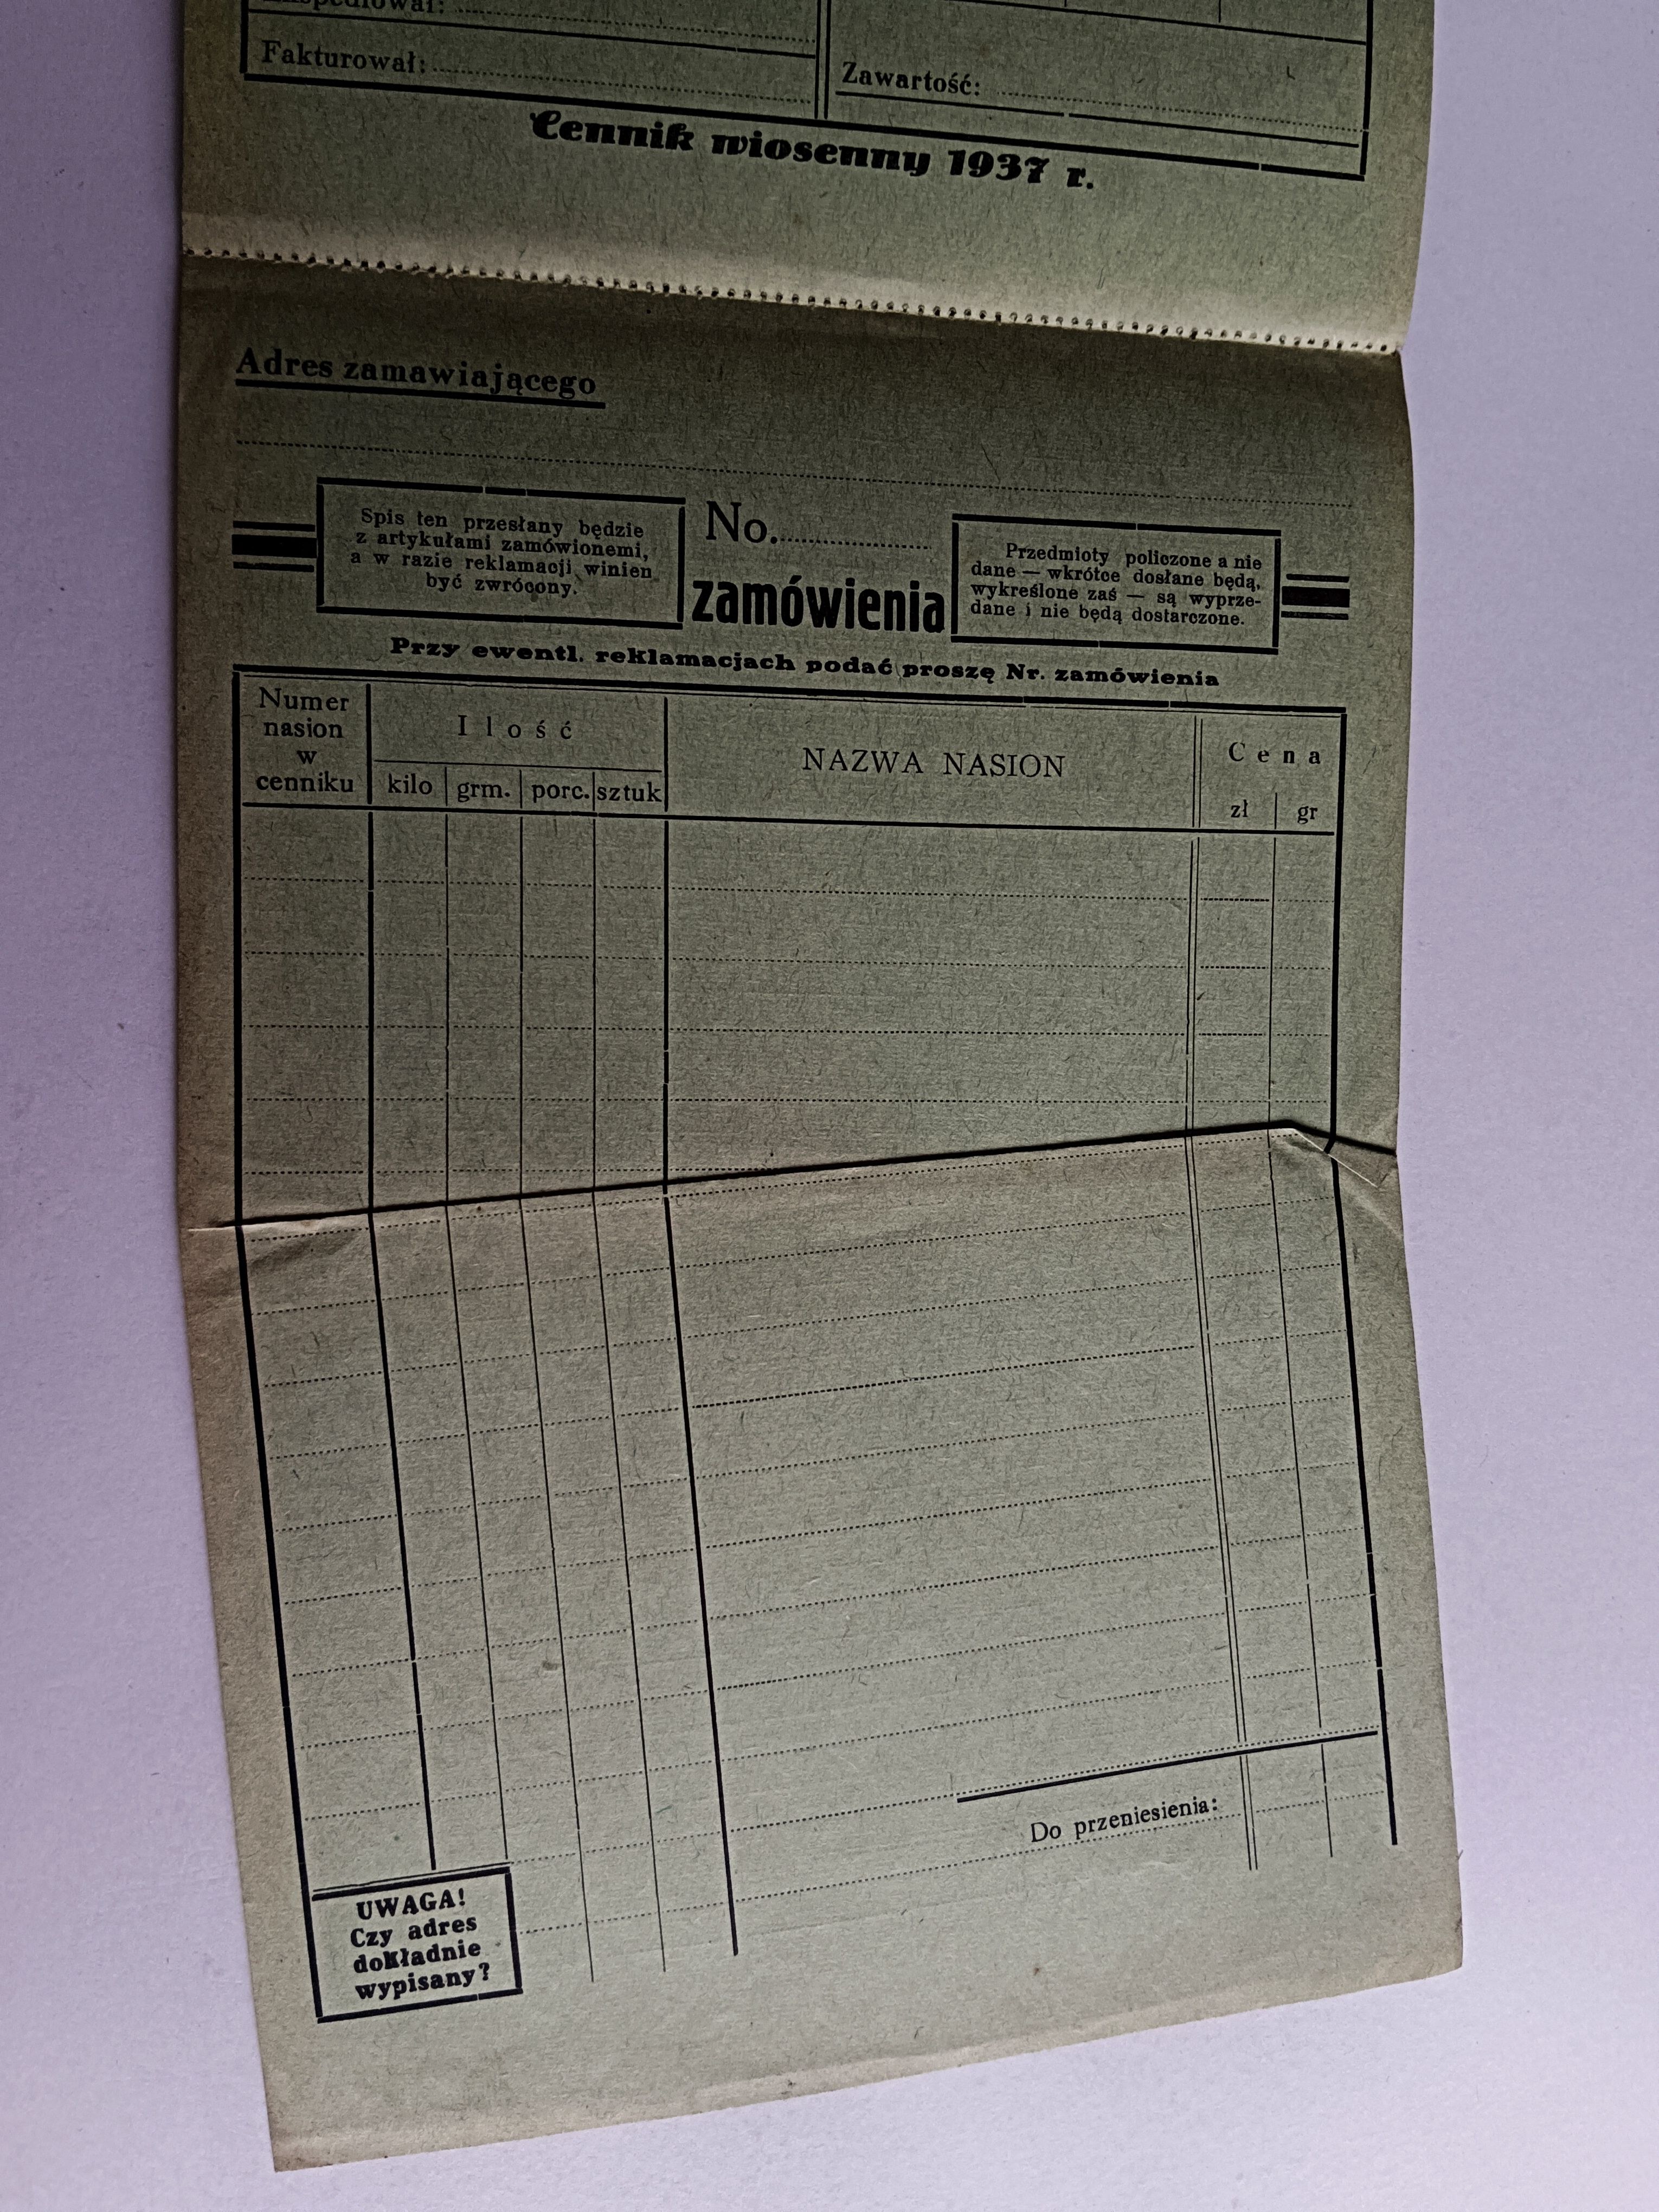 Ekspedjował:
Fakturował:
Zawartość:
Cennik wiosenny 1937 r.
Adres zamawiającego
Spis ten przesłany będzie
z artykułami zamówionemi,
a w razie reklamacji winien
być zwrócony.
No.
zamówienia
Przedmioty policzone a nie
dane — wkrótce dosłane będą,
wykreślone zaś — są wyprze-
dane i nie będą dostarczone.
Przy ewentl. reklamacjach podać proszę Nr. zamówienia
Numer
nasion
w
cenniku
Ilość
kilo grm. porc. sztuk
NAZWA NASION
Cena
zł gr
Do przeniesienia:
UWAGA!
Czy adres
dokładnie
wypisany?